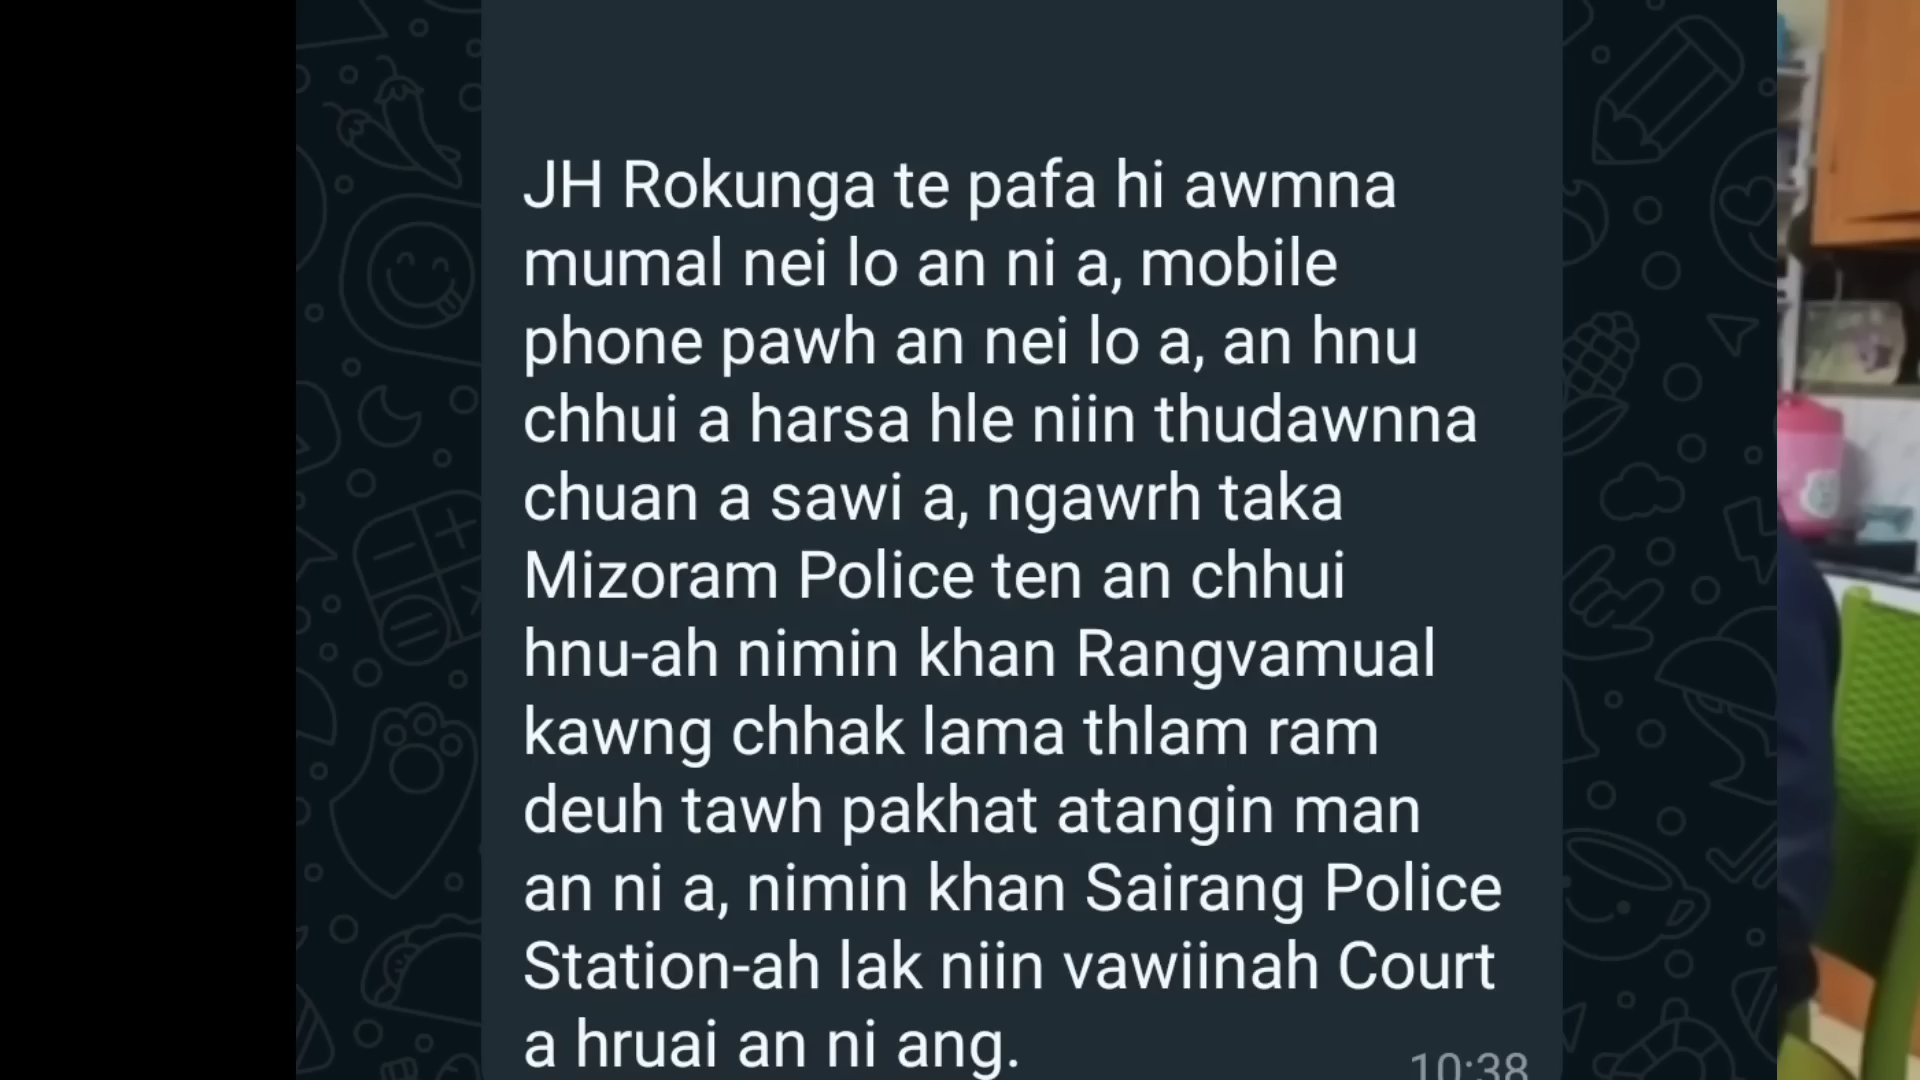 JH Rokunga te pafa hi awmna
mumal nei lo an ni a, mobile
phone pawh an nei lo a, an hnu
chhui a harsa hle niin thudawnna
chuan a sawi a, ngawrh taka
Mizoram Police ten an chhui
hnu-ah nimin khan Rangvamual
kawng chhak lama thlam ram
deuh tawh pakhat atangin man
an ni a, nimin khan Sairang Police
Station-ah lak niin vawiinah Court
a hruai an ni ang.
10:38